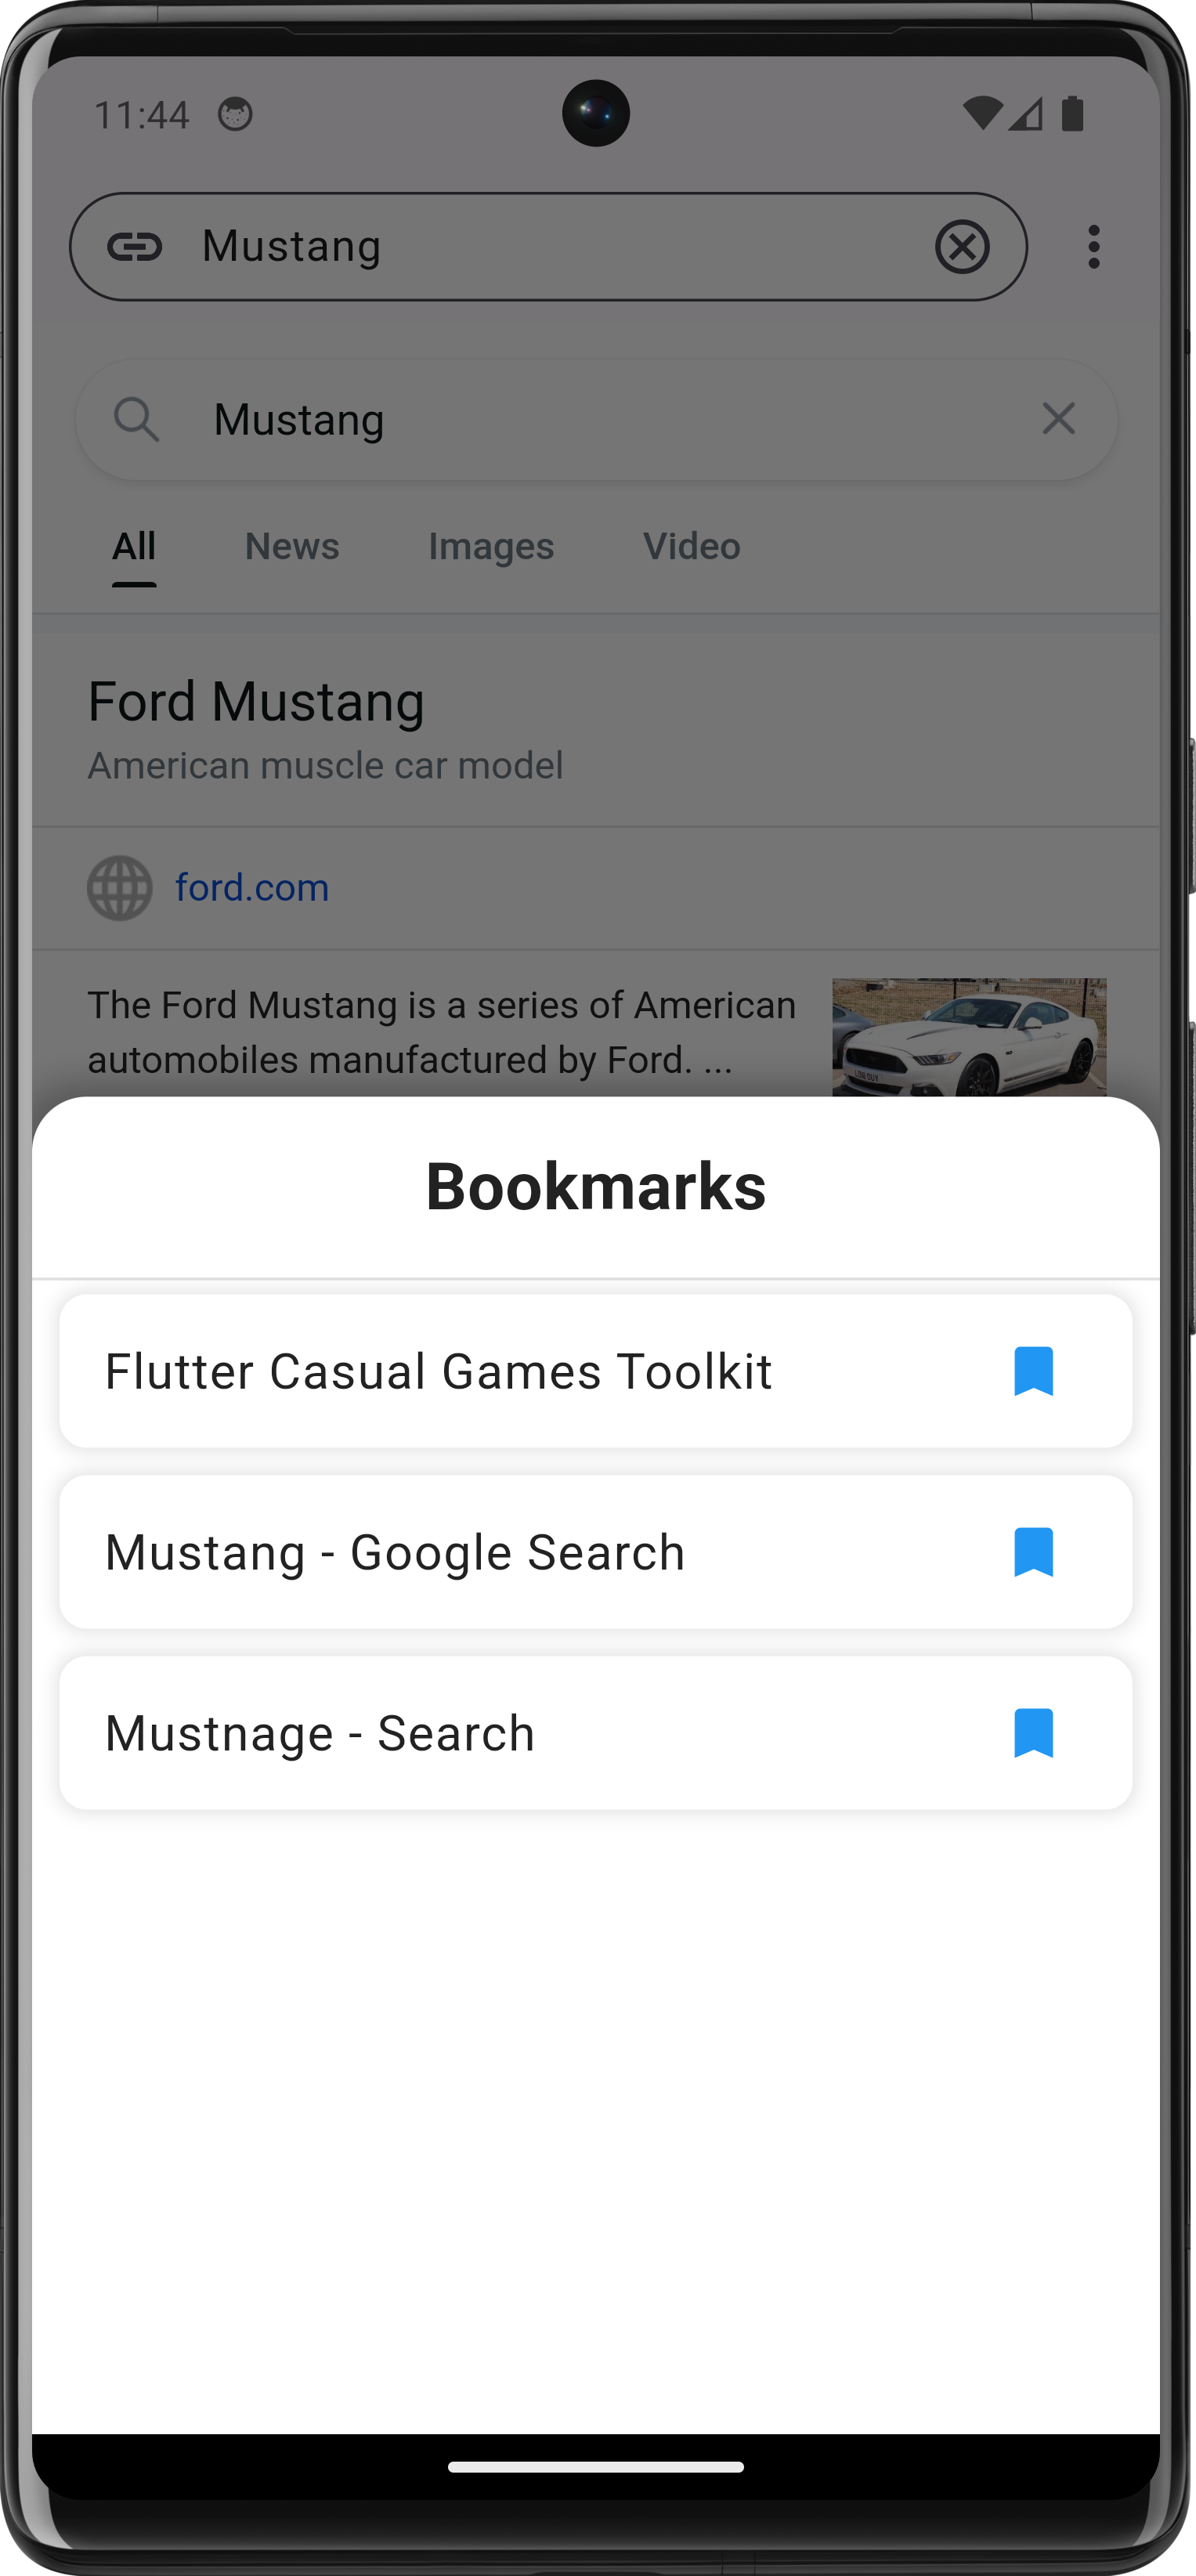 11:44
Mustang
Mustang
All News Images Video
Ford Mustang
American muscle car model
ford.com
The Ford Mustang is a series of American
automobiles manufactured by Ford. ...
Bookmarks
Flutter Casual Games Toolkit
Mustang - Google Search
Mustnage - Search